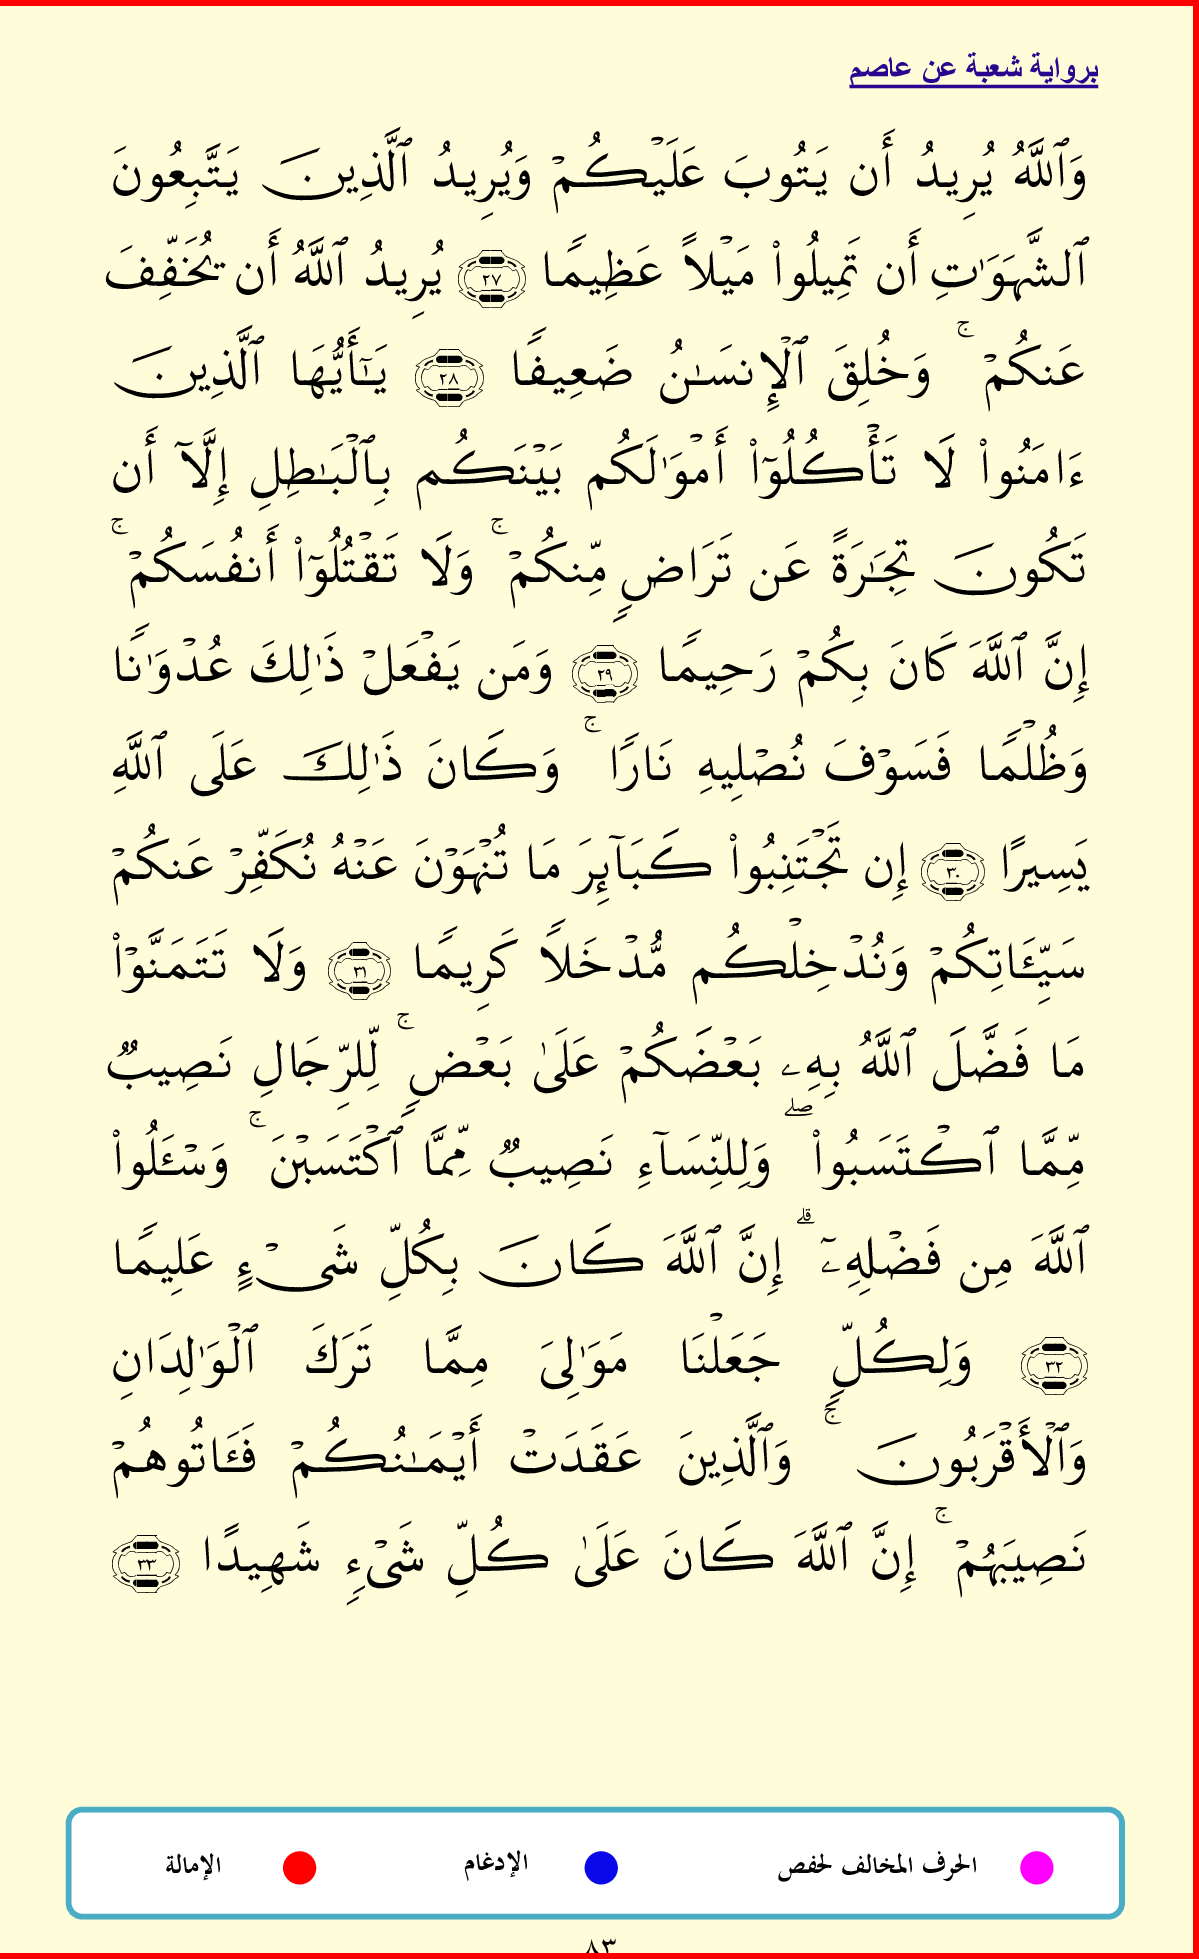 برواية شعبة عن عاصم
وَٱللَّهُ يُرِيدُ أَن يَتُوبَ عَلَيۡكُمۡ وَيُرِيدُ ٱلَّذِينَ يَتَّبِعُونَ
ٱلشَّهَوَٰتِ أَن تَمِيلُواْ مَيۡلًا عَظِيمٗا ٢٧ يُرِيدُ ٱللَّهُ أَن يُخَفِّفَ
عَنكُمۡۚ وَخُلِقَ ٱلۡإِنسَٰنُ ضَعِيفٗا ٢٨ يَٰٓأَيُّهَا ٱلَّذِينَ
ءَامَنُواْ لَا تَأۡكُلُوٓاْ أَمۡوَٰلَكُم بَيۡنَكُم بِٱلۡبَٰطِلِ إِلَّآ أَن
تَكُونَ تِجَٰرَةٌ عَن تَرَاضٖ مِّنكُمۡۚ وَلَا تَقۡتُلُوٓاْ أَنفُسَكُمۡۚ
إِنَّ ٱللَّهَ كَانَ بِكُمۡ رَحِيمٗا ٢٩ وَمَن يَفۡعَلۡ ذَٰلِكَ عُدۡوَٰنٗا
وَظُلۡمٗا فَسَوۡفَ نُصۡلِيهِ نَارٗاۚ وَكَانَ ذَٰلِكَ عَلَى ٱللَّهِ
يَسِيرًا ٣٠ إِن تَجۡتَنِبُواْ كَبَآئِرَ مَا تُنۡهَوۡنَ عَنۡهُ نُكَفِّرۡ عَنكُمۡ
سَيِّـَٔاتِكُمۡ وَنُدۡخِلۡكُم مُّدۡخَلٗا كَرِيمٗا ٣١ وَلَا تَتَمَنَّوۡاْ
مَا فَضَّلَ ٱللَّهُ بِهِۦ بَعۡضَكُمۡ عَلَىٰ بَعۡضٖۚ لِّلرِّجَالِ نَصِيبٞ
مِّمَّا ٱكۡتَسَبُواْۖ وَلِلنِّسَآءِ نَصِيبٞ مِّمَّا ٱكۡتَسَبۡنَۚ وَسۡـَٔلُواْ
ٱللَّهَ مِن فَضۡلِهِۦٓۗ إِنَّ ٱللَّهَ كَانَ بِكُلِّ شَيۡءٍ عَلِيمٗا
٣٢ وَلِكُلّٖ جَعَلۡنَا مَوَٰلِيَ مِمَّا تَرَكَ ٱلۡوَٰلِدَانِ
وَٱلۡأَقۡرَبُونَۚ وَٱلَّذِينَ عَقَدَتۡ أَيۡمَٰنُكُمۡ فَـَٔاتُوهُمۡ
نَصِيبَهُمۡۚ إِنَّ ٱللَّهَ كَانَ عَلَىٰ كُلِّ شَيۡءٖ شَهِيدًا ٣٣
الحرف المخالف لحفص الإدغام الإمالة
٨٣